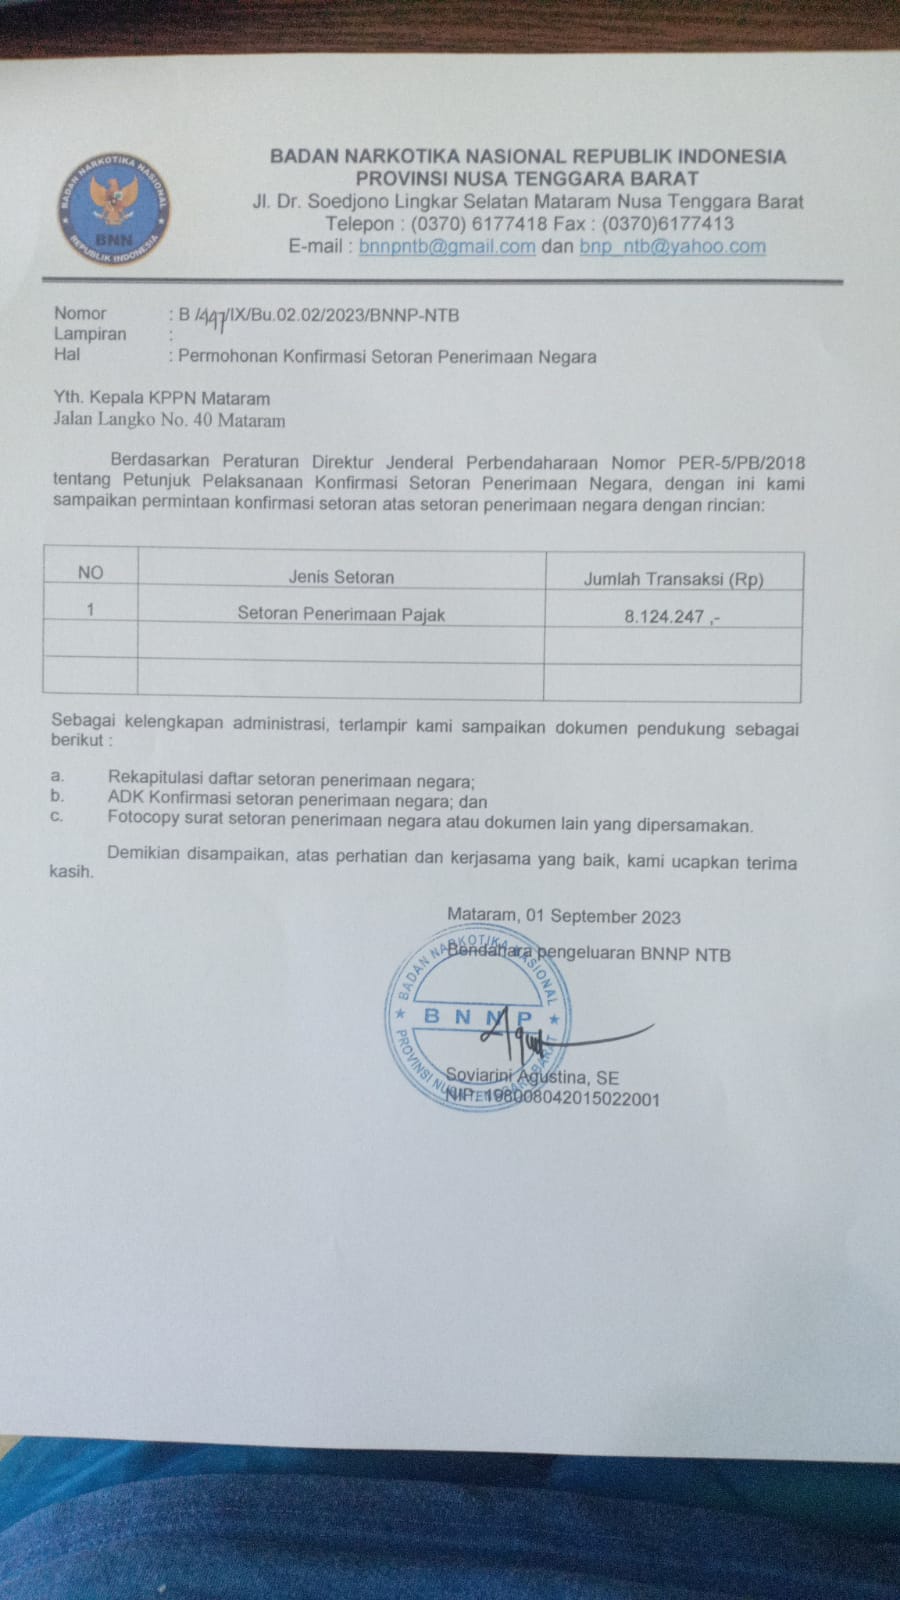 BADAN NARKOTIKA NASIONAL
BNN
REPUBLIK INDONESIA
BADAN NARKOTIKA NASIONAL REPUBLIK INDONESIA
PROVINSI NUSA TENGGARA BARAT
Jl. Dr. Soedjono Lingkar Selatan Mataram Nusa Tenggara Barat
Telepon : (0370) 6177418 Fax : (0370)6177413
E-mail : bnnpntb@gmail.com dan bnp_ntb@yahoo.com
Nomor : B /1447/IX/Bu.02.02/2023/BNNP-NTB
Lampiran :
Hal : Permohonan Konfirmasi Setoran Penerimaan Negara
Yth. Kepala KPPN Mataram
Jalan Langko No. 40 Mataram
Berdasarkan Peraturan Direktur Jenderal Perbendaharaan Nomor PER-5/PB/2018
tentang Petunjuk Pelaksanaan Konfirmasi Setoran Penerimaan Negara, dengan ini kami
sampaikan permintaan konfirmasi setoran atas setoran penerimaan negara dengan rincian:
NO Jenis Setoran Jumlah Transaksi (Rp)
1 Setoran Penerimaan Pajak 8.124.247 ,-
Sebagai kelengkapan administrasi, terlampir kami sampaikan dokumen pendukung sebagai
berikut :
a. Rekapitulasi daftar setoran penerimaan negara;
b. ADK Konfirmasi setoran penerimaan negara; dan
c. Fotocopy surat setoran penerimaan negara atau dokumen lain yang dipersamakan.
Demikian disampaikan, atas perhatian dan kerjasama yang baik, kami ucapkan terima
kasih.
Mataram, 01 September 2023
Bendahara pengeluaran BNNP NTB
BADAN NARKOTIKA NASIONAL
BNNP
PROVINSI NUSA TENGGARA BARAT
Soviarini Agustina, SE
NIP. 198008042015022001